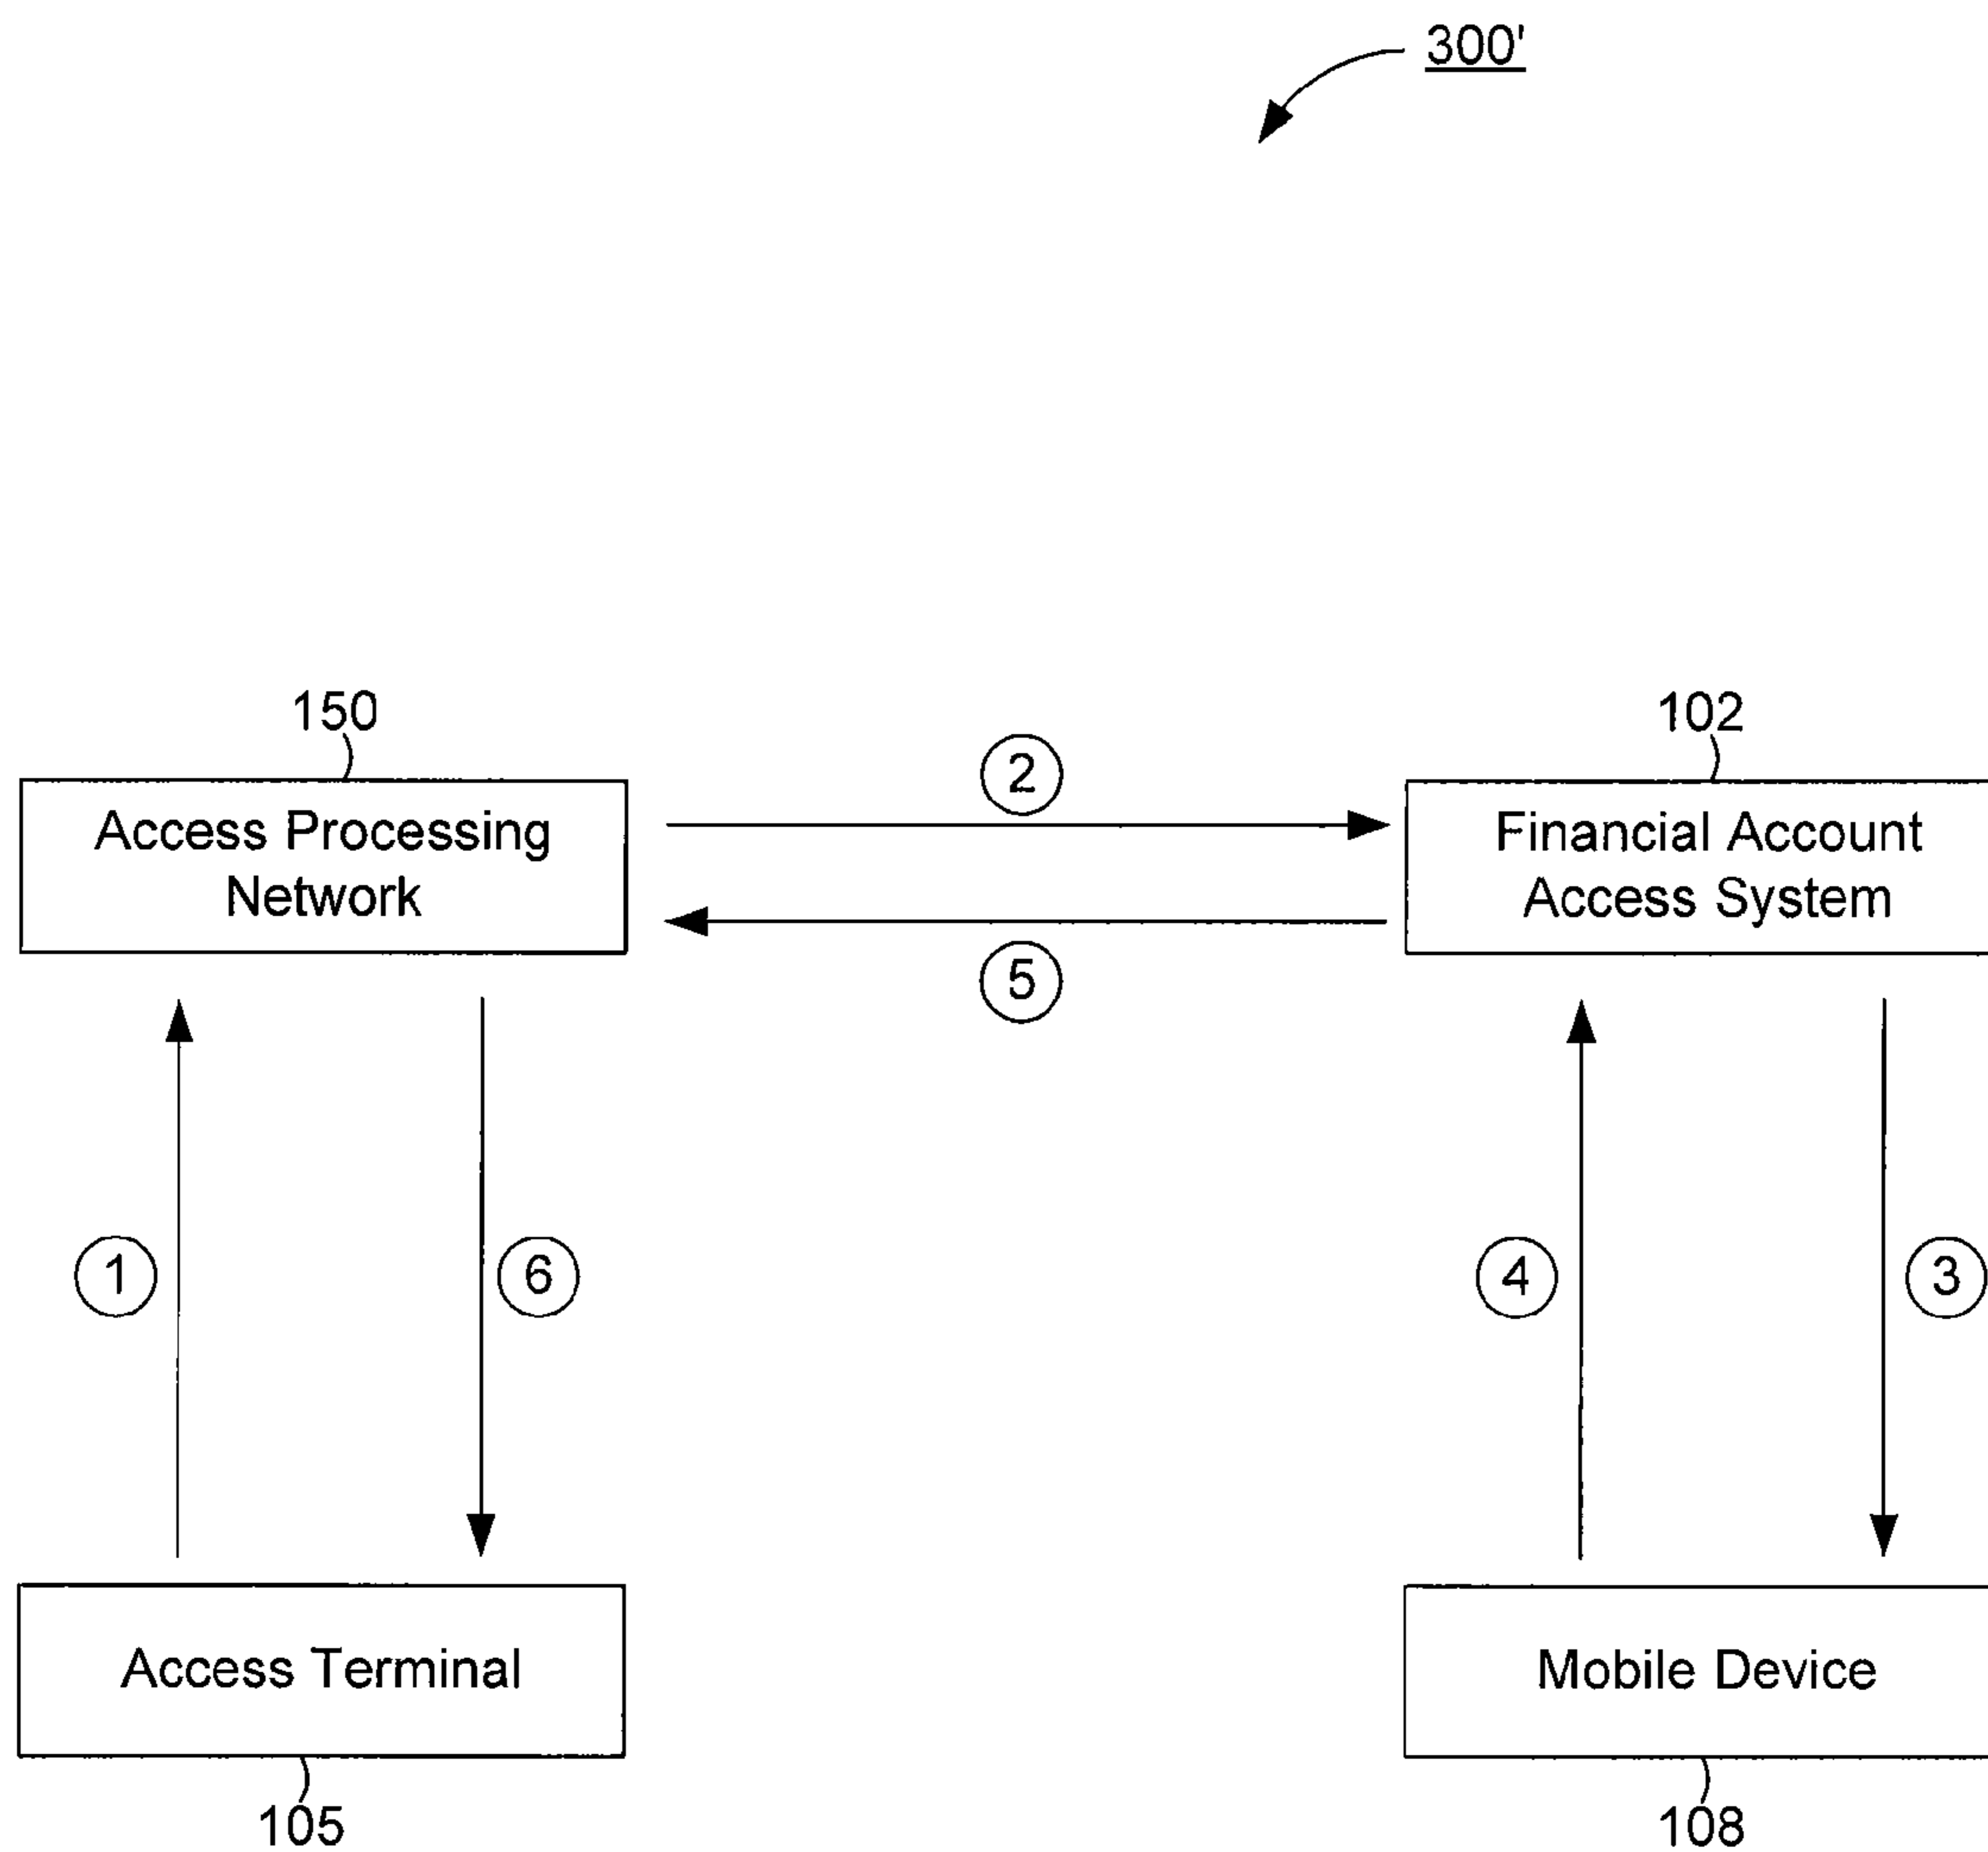 300'
150
102
2
Access Processing
Network
Financial Account
Access System
5
1
6
4
3
Access Terminal
Mobile Device
105
108